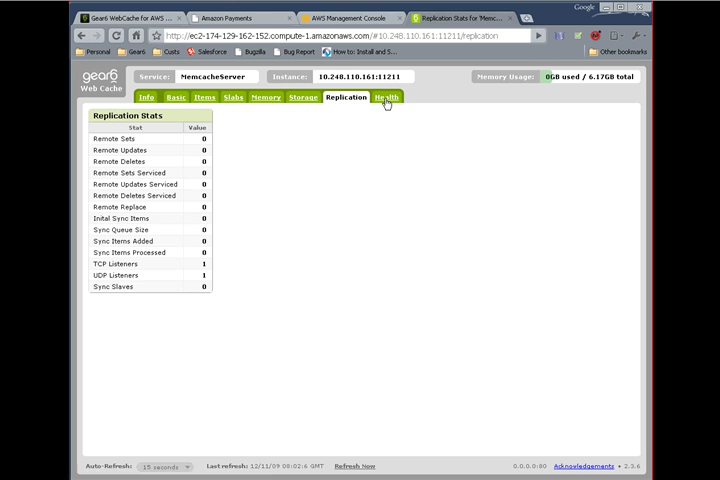 Gear6 WebCache for AWS ...
Amazon Payments
AWS Management Console
Replication Stats for 'Memc...
Google
http://ec2-174-129-162-152.compute-1.amazonaws.com/#10.248.110.161:11211/replication
Personal
Gear6
Custs
Salesforce
Bugzilla
Bug Report
How to: Install and S...
Other bookmarks
gear6
Web Cache
Service: MemcacheServer
Instance: 10.248.110.161:11211
Memory Usage: 0GB used / 6.17GB total
Info Basic Items Slabs Memory Storage Replication Health
Replication Stats
Stat Value
Remote Sets 0
Remote Updates 0
Remote Deletes 0
Remote Sets Serviced 0
Remote Updates Serviced 0
Remote Deletes Serviced 0
Remote Replace 0
Inital Sync Items 0
Sync Queue Size 0
Sync Items Added 0
Sync Items Processed 0
TCP Listeners 1
UDP Listeners 1
Sync Slaves 0
Auto-Refresh: 15 seconds Last refresh: 12/11/09 08:02:6 GMT Refresh Now 0.0.0.0:80 Acknowledgements • 2.3.6